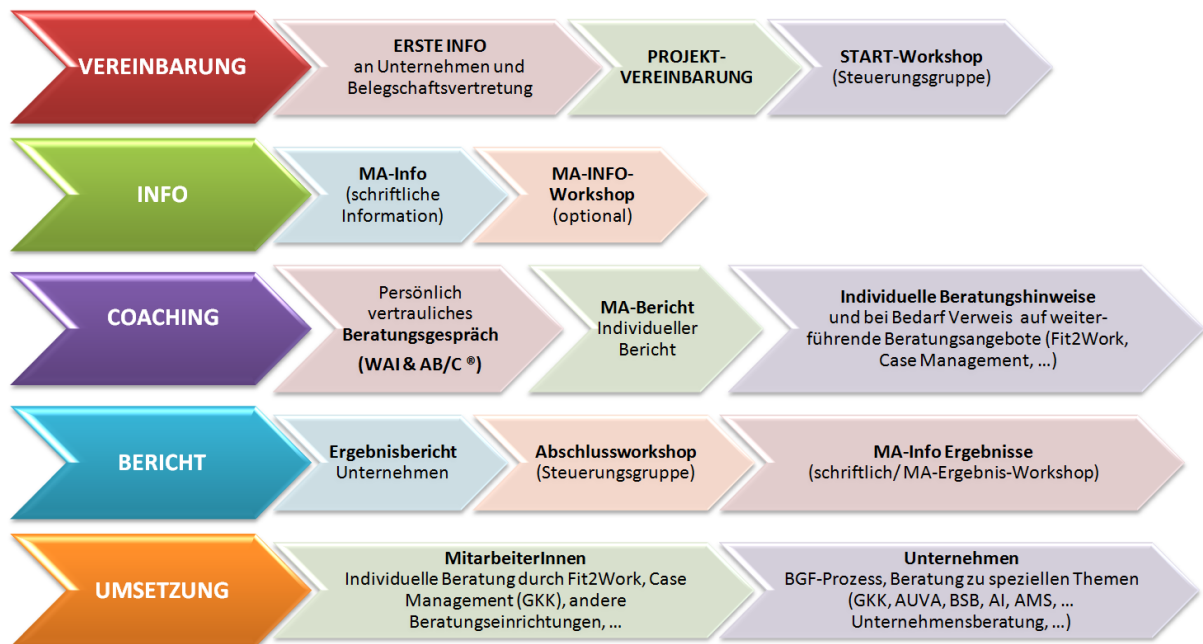 VEREINBARUNG
ERSTE INFO
an Unternehmen und
Belegschaftsvertretung
PROJEKT-
VEREINBARUNG
START-Workshop
(Steuerungsgruppe)
INFO
MA-Info
(schriftliche
Information)
MA-INFO-
Workshop
(optional)
COACHING
Persönlich
vertrauliches
Beratungsgespräch
(WAI & AB/C ®)
MA-Bericht
Individueller
Bericht
Individuelle Beratungshinweise
und bei Bedarf Verweis auf weiter-
führende Beratungsangebote (Fit2Work,
Case Management, ...)
BERICHT
Ergebnisbericht
Unternehmen
Abschlussworkshop
(Steuerungsgruppe)
MA-Info Ergebnisse
(schriftlich/ MA-Ergebnis-Workshop)
UMSETZUNG
MitarbeiterInnen
Individuelle Beratung durch Fit2Work, Case
Management (GKK), andere
Beratungseinrichtungen, ...
Unternehmen
BGF-Prozess, Beratung zu speziellen Themen
(GKK, AUVA, BSB, AI, AMS, ...
Unternehmensberatung, ...)